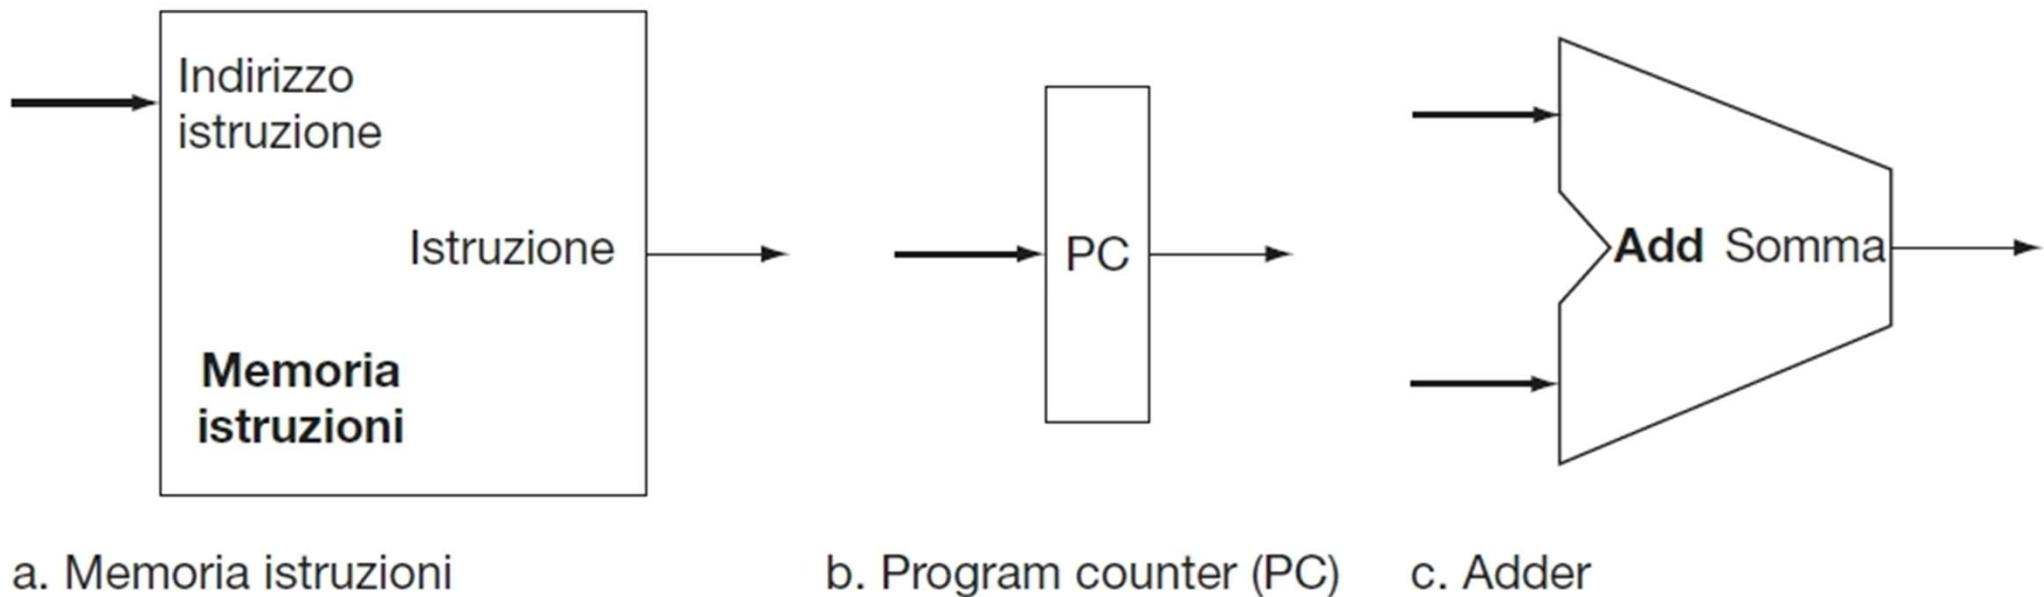 Indirizzo
istruzione
Istruzione
Memoria
istruzioni
PC
Add Somma
a. Memoria istruzioni
b. Program counter (PC)
c. Adder